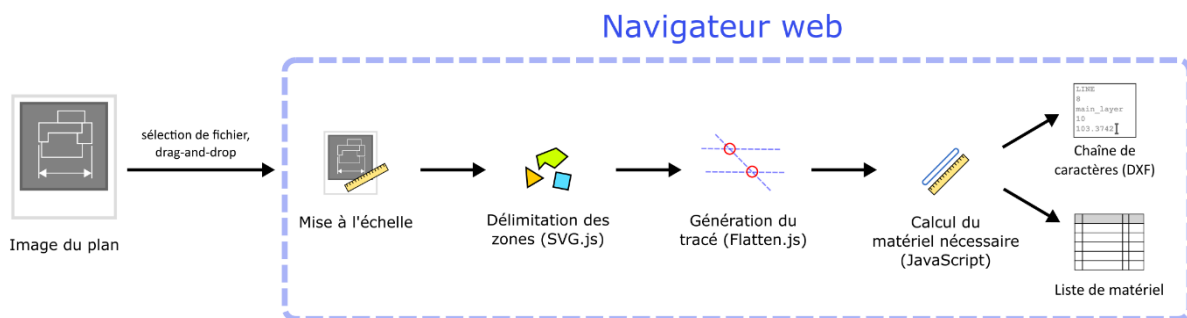 Navigateur web
sélection de fichier,
drag-and-drop
Image du plan
Mise à l'échelle
Délimitation des
zones (SVG.js)
Génération du
tracé (Flatten.js)
Calcul du
matériel nécessaire
(JavaScript)
LINE
8
main_layer
10
103.3742
Chaîne de
caractères (DXF)
Liste de matériel